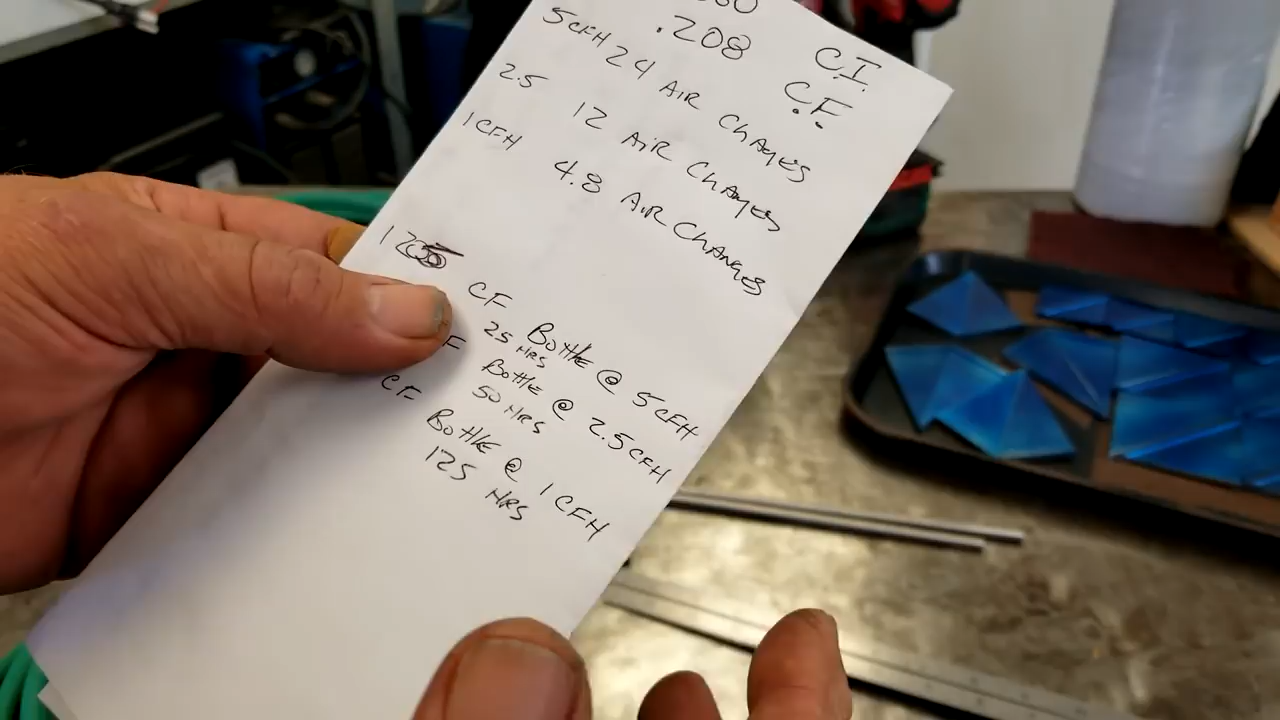 .208 C.I.
C.F.
5CFH 24 AIR CHANGES
2.5 12 AIR CHANGES
1CFH 4.8 AIR CHANGES
CF Bottle @ 5CFH
25 HRS
F Bottle @ 2.5CFH
50 HRS
CF Bottle @ 1CFH
125 HRS